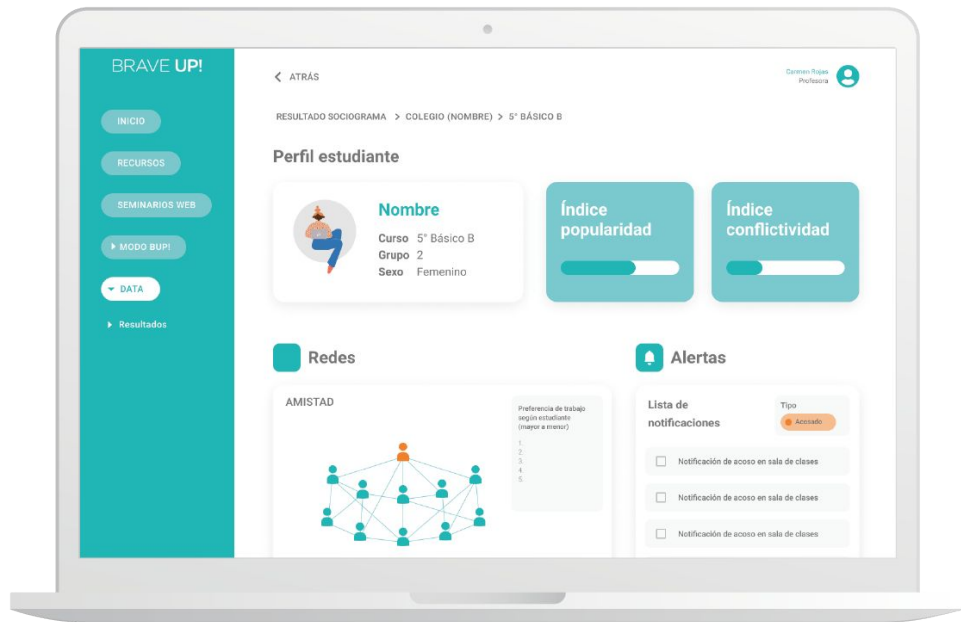 BRAVE UP!
INICIO
RECURSOS
SEMINARIOS WEB
MODO BUP!
DATA
Resultados
ATRÁS
Carmen Rojas
Profesora
RESULTADO SOCIOGRAMA > COLEGIO (NOMBRE) > 5° BÁSICO B
Perfil estudiante
Nombre
Curso 5° Básico B
Grupo 2
Sexo Femenino
Índice
popularidad
Índice
conflictividad
Redes
AMISTAD
Preferencia de trabajo
según estudiante
(mayor a menor)
1.
2.
3.
4.
5.
Alertas
Lista de
notificaciones
Tipo
Acosado
Notificación de acoso en sala de clases
Notificación de acoso en sala de clases
Notificación de acoso en sala de clases